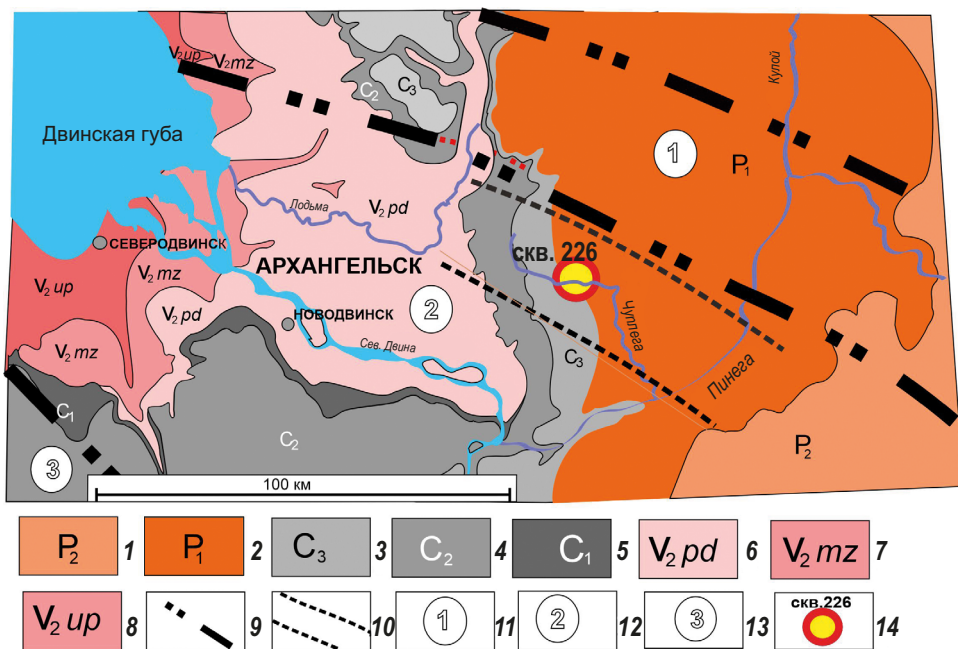 V₂up
V₂mz
C₂
C₃
Кулой
Двинская губа
1
P₁
Лодьма
V₂pd
СЕВЕРОДВИНСК
скв. 226
АРХАНГЕЛЬСК
V₂up
V₂mz
2
V₂pd
НОВОДВИНСК
Чуплега
Сев. Двина
V₂mz
C₃
Пинега
C₁
C₂
P₂
3
100 км
P₂ 1
P₁ 2
C₃ 3
C₂ 4
C₁ 5
V₂pd 6
V₂mz 7
V₂up 8
9
10
1 11
2 12
3 13
скв.226 14